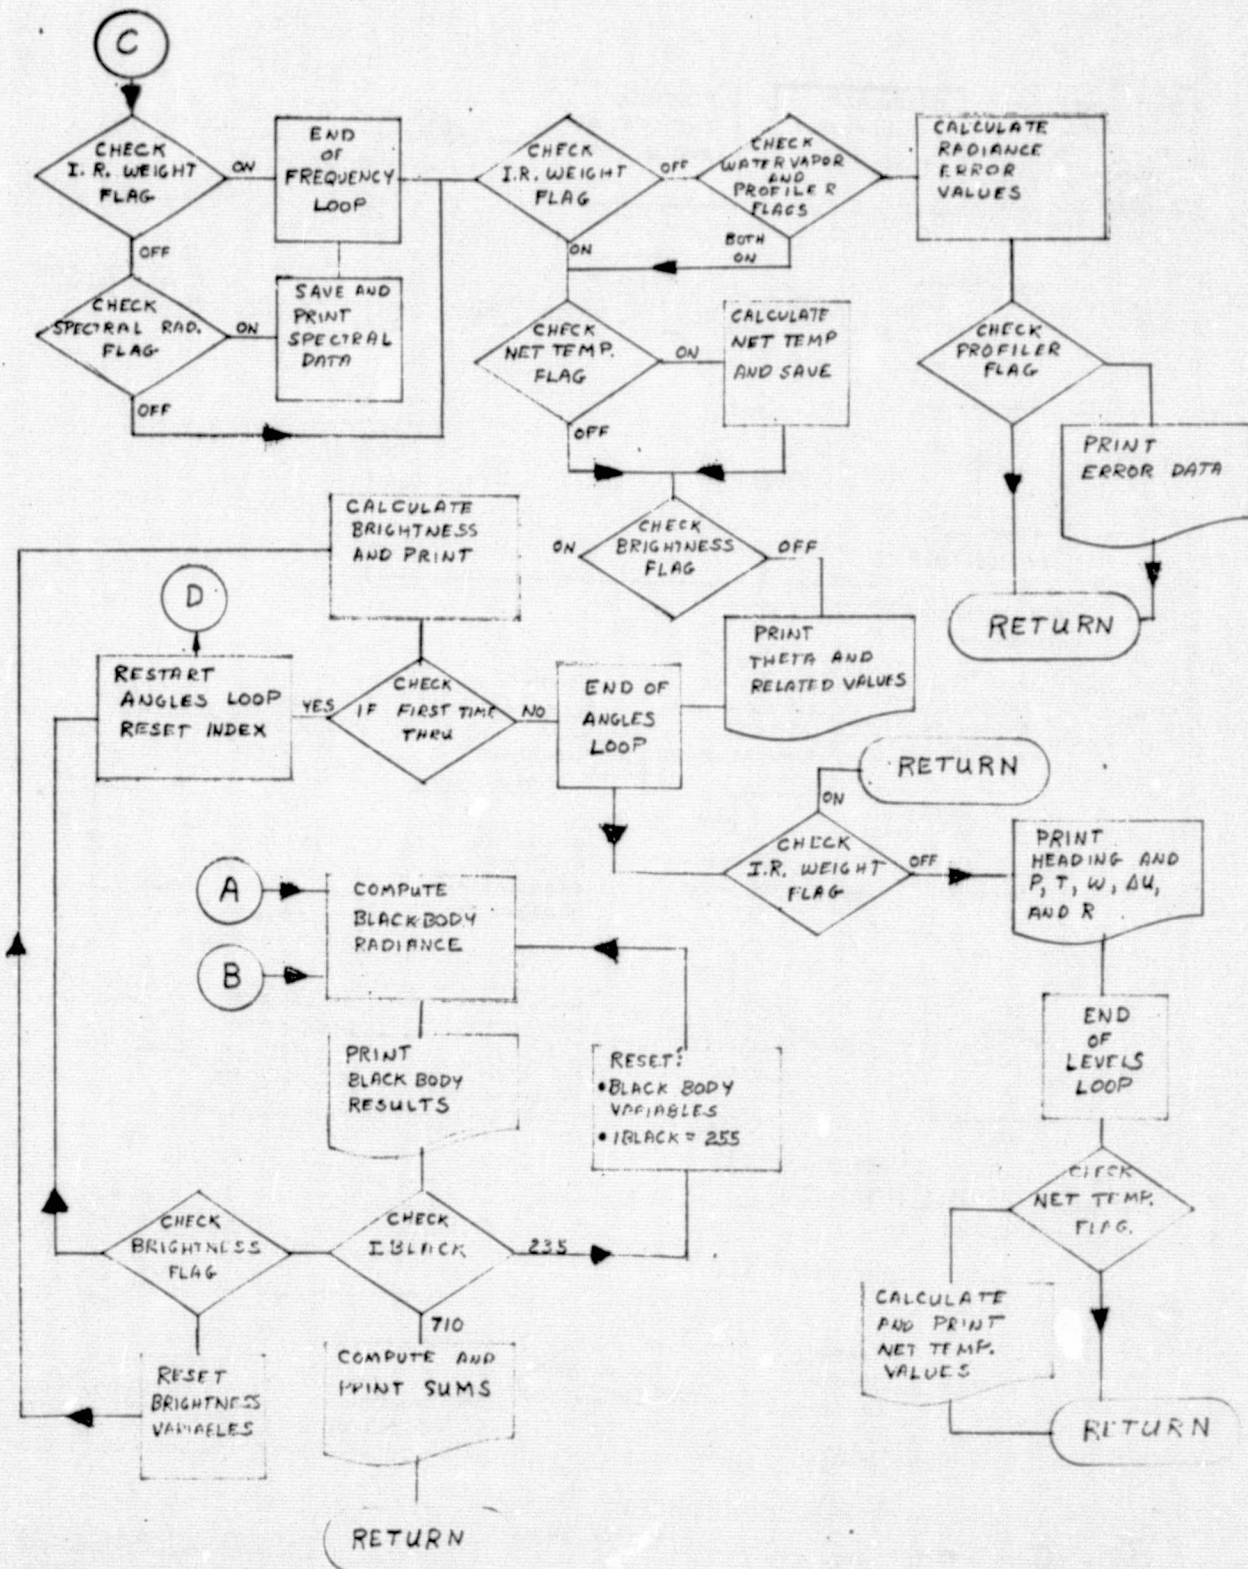 C
CHECK
I. R. WEIGHT
FLAG
ON
OFF
END
OF
FREQUENCY
LOOP
CHECK
I.R. WEIGHT
FLAG
OFF
ON
CHECK
WATERVAPOR
AND
PROFILER
FLAGS
BOTH
ON
CALCULATE
RADIANCE
ERROR
VALUES
CHECK
SPECTRAL RAD.
FLAG
ON
OFF
SAVE AND
PRINT
SPECTRAL
DATA
CHECK
NET TEMP.
FLAG
ON
OFF
CALCULATE
NET TEMP
AND SAVE
CHECK
PROFILER
FLAG
PRINT
ERROR DATA
RETURN
CALCULATE
BRIGHTNESS
AND PRINT
ON
CHECK
BRIGHTNESS
FLAG
OFF
D
RESTART
ANGLES LOOP
RESET INDEX
YES
CHECK
IF FIRST TIME
THRU
NO
END OF
ANGLES
LOOP
PRINT
THETA AND
RELATED VALUES
RETURN
ON
CHECK
I.R. WEIGHT
FLAG
OFF
PRINT
HEADING AND
P, T, W, ΔU,
AND R
A
B
COMPUTE
BLACKBODY
RADIANCE
PRINT
BLACK BODY
RESULTS
RESET:
•BLACK BODY
VARIABLES
•IBLACK = 255
END
OF
LEVELS
LOOP
CHECK
BRIGHTNESS
FLAG
CHECK
IBLACK
235
710
CHECK
NET TEMP.
FLAG.
RESET
BRIGHTNESS
VARIABLES
COMPUTE AND
PRINT SUMS
CALCULATE
AND PRINT
NET TEMP.
VALUES
RETURN
RETURN